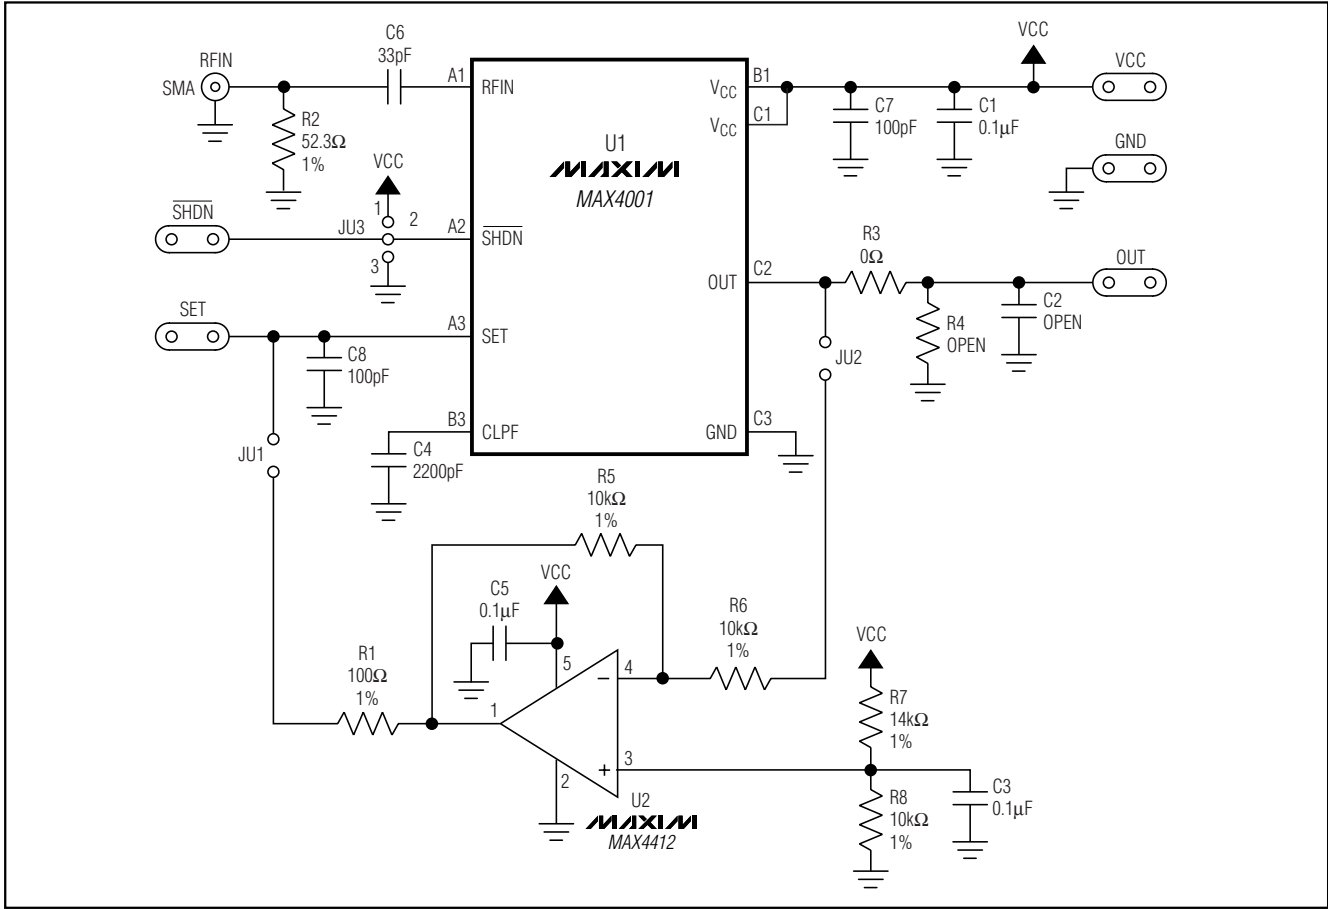 RFIN
SMA
C6
33pF
R2
52.3Ω
1%
A1
RFIN
VCC
1
2
JU3
3
SHDN
A2
SHDN
SET
A3
SET
C8
100pF
JU1
B3
CLPF
C4
2200pF
U1
MAXIM
MAX4001
VCC
B1
VCC
C1
C7
100pF
C1
0.1µF
VCC
VCC
GND
OUT
C2
R3
0Ω
R4
OPEN
C2
OPEN
OUT
JU2
GND
C3
R5
10kΩ
1%
C5
0.1µF
VCC
5
4
−
R6
10kΩ
1%
R1
100Ω
1%
1
+
3
2
U2
MAXIM
MAX4412
VCC
R7
14kΩ
1%
R8
10kΩ
1%
C3
0.1µF